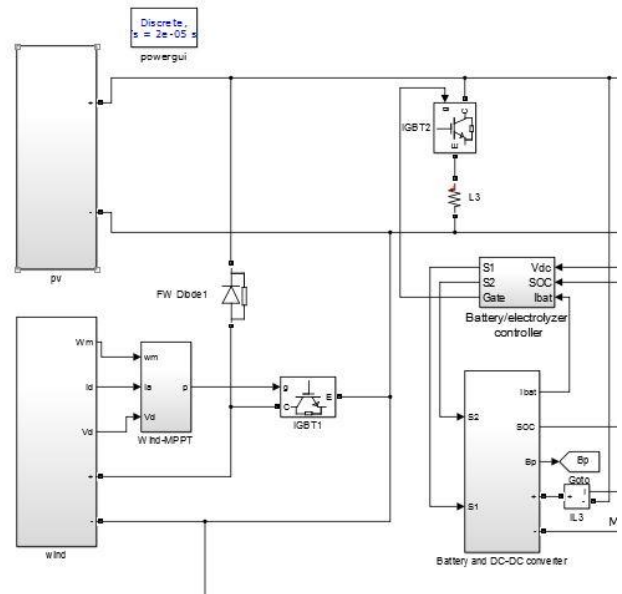 Discrete,
s = 2e-05 s
powergui
+
-
pv
g
C
IGBT2
E
L3
FW Diode1
S1
Vdc
S2
SOC
Gate
Ibat
Battery/electrolyzer
controller
Wm
Id
Vd
+
-
wind
wm
Ia
Vd
p
Wind-MPPT
g
C
E
IGBT1
Ibat
S2
SOC
Bp
S1
+
-
Battery and DC-DC converter
Bp
Goto
+
i
-
IL3
M